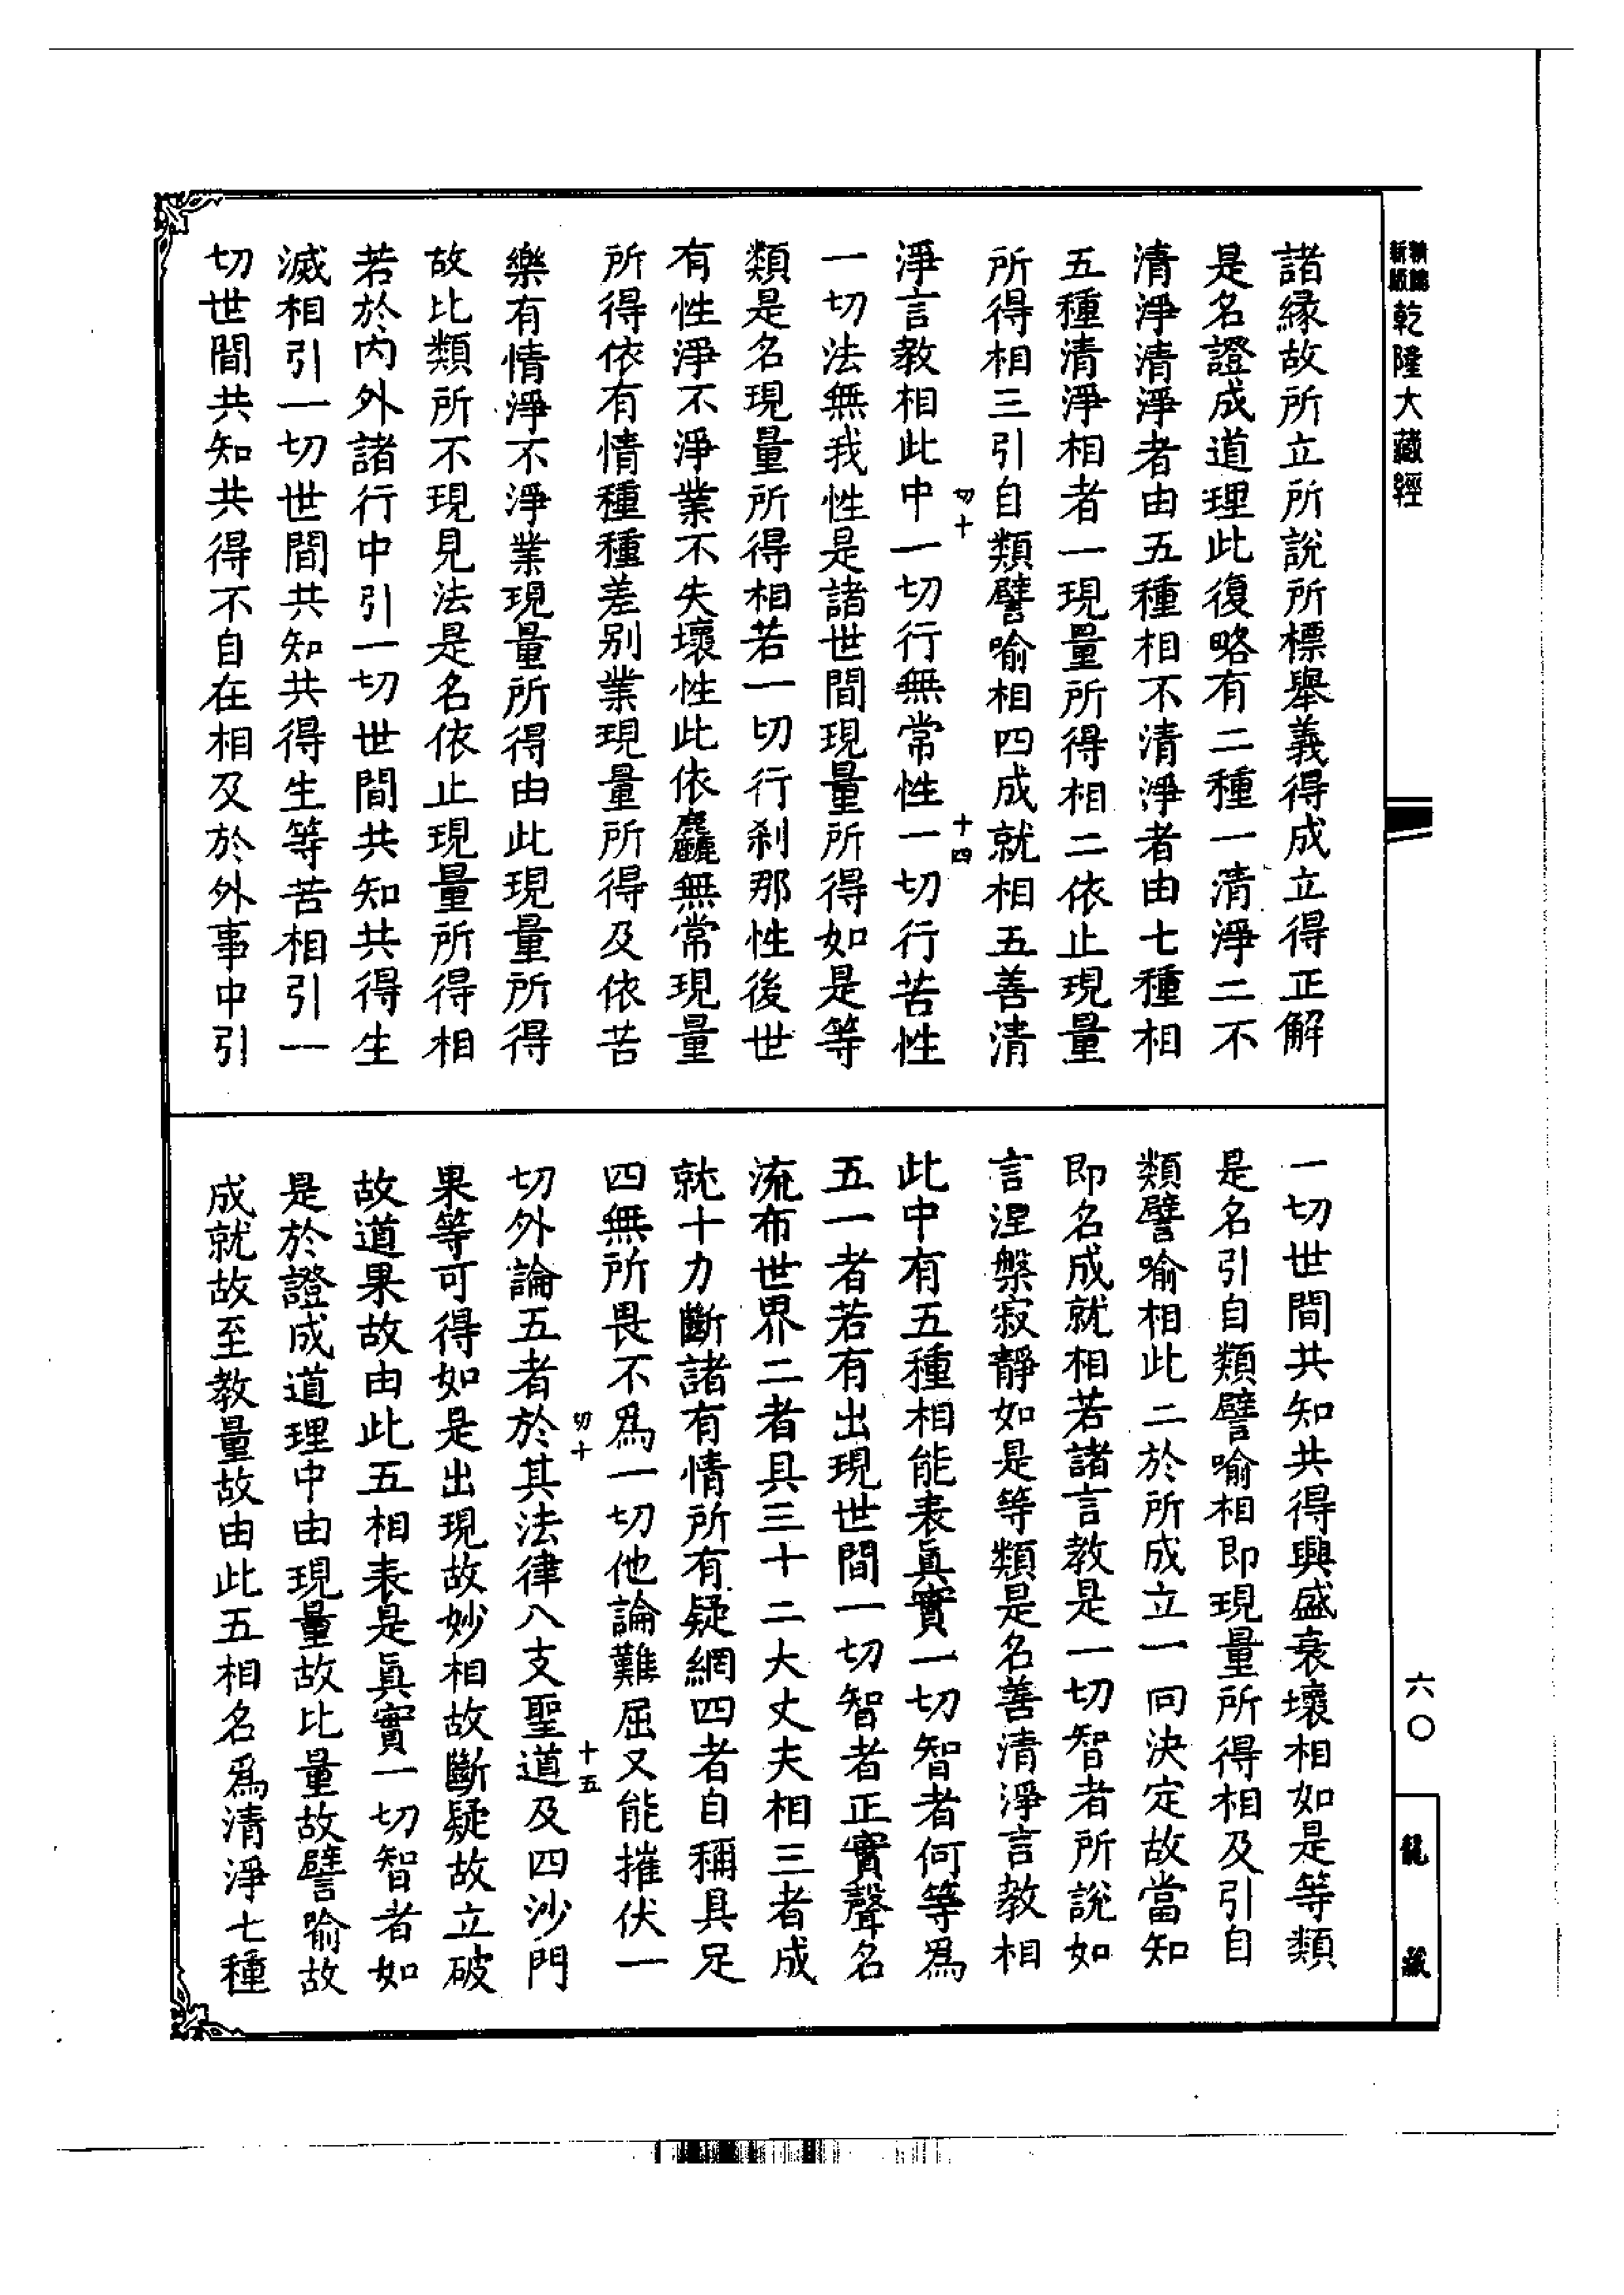 乾隆大藏經
諸緣故所立所說所標舉義得成立得正解
是名證成道理此復略有二種一清淨二不
清淨清淨者由五種相不清淨者由七種相
五種清淨相者一現量所得相二依止現量
所得相三引自類譬喻相四成就相五善清
切十
十四
淨言教相此中一切行無常性一切行苦性
一切法無我性是諸世間現量所得如是等
類是名現量所得相若一切行刹那性後世
有性淨不淨業不失壞性此依麤無常現量
所得依有情種種差别業現量所得及依苦
樂有情淨不淨業現量所得由此現量所得
故比類所不現見法是名依止現量所得相
若於內外諸行中引一切世間共知共得生
滅相引一切世間共知共得生等苦相引一
切世間共知共得不自在相及於外事中引
一切世間共知共得興盛衰壞相如是等類
是名引自類譬喻相即現量所得相及引自
類譬喻相此二於所成立一向決定故當知
即名成就相若諸言教是一切智者所說如
言涅槃寂靜如是等類是名善清淨言教相
此中有五種相能表眞實一切智者何等爲
五一者若有出現世間一切智者正實聲名
流布世界二者具三十二大丈夫相三者成
就十力斷諸有情所有疑網四者自稱具足
四無所畏不爲一切他論難屈又能摧伏一
切十
十五
切外論五者於其法律八支聖道及四沙門
果等可得如是出現故妙相故斷疑故立破
故道果故由此五相表是眞實一切智者如
是於證成道理中由現量故比量故譬喻故
成就故至教量故由此五相名爲清淨七種
六〇
龍藏